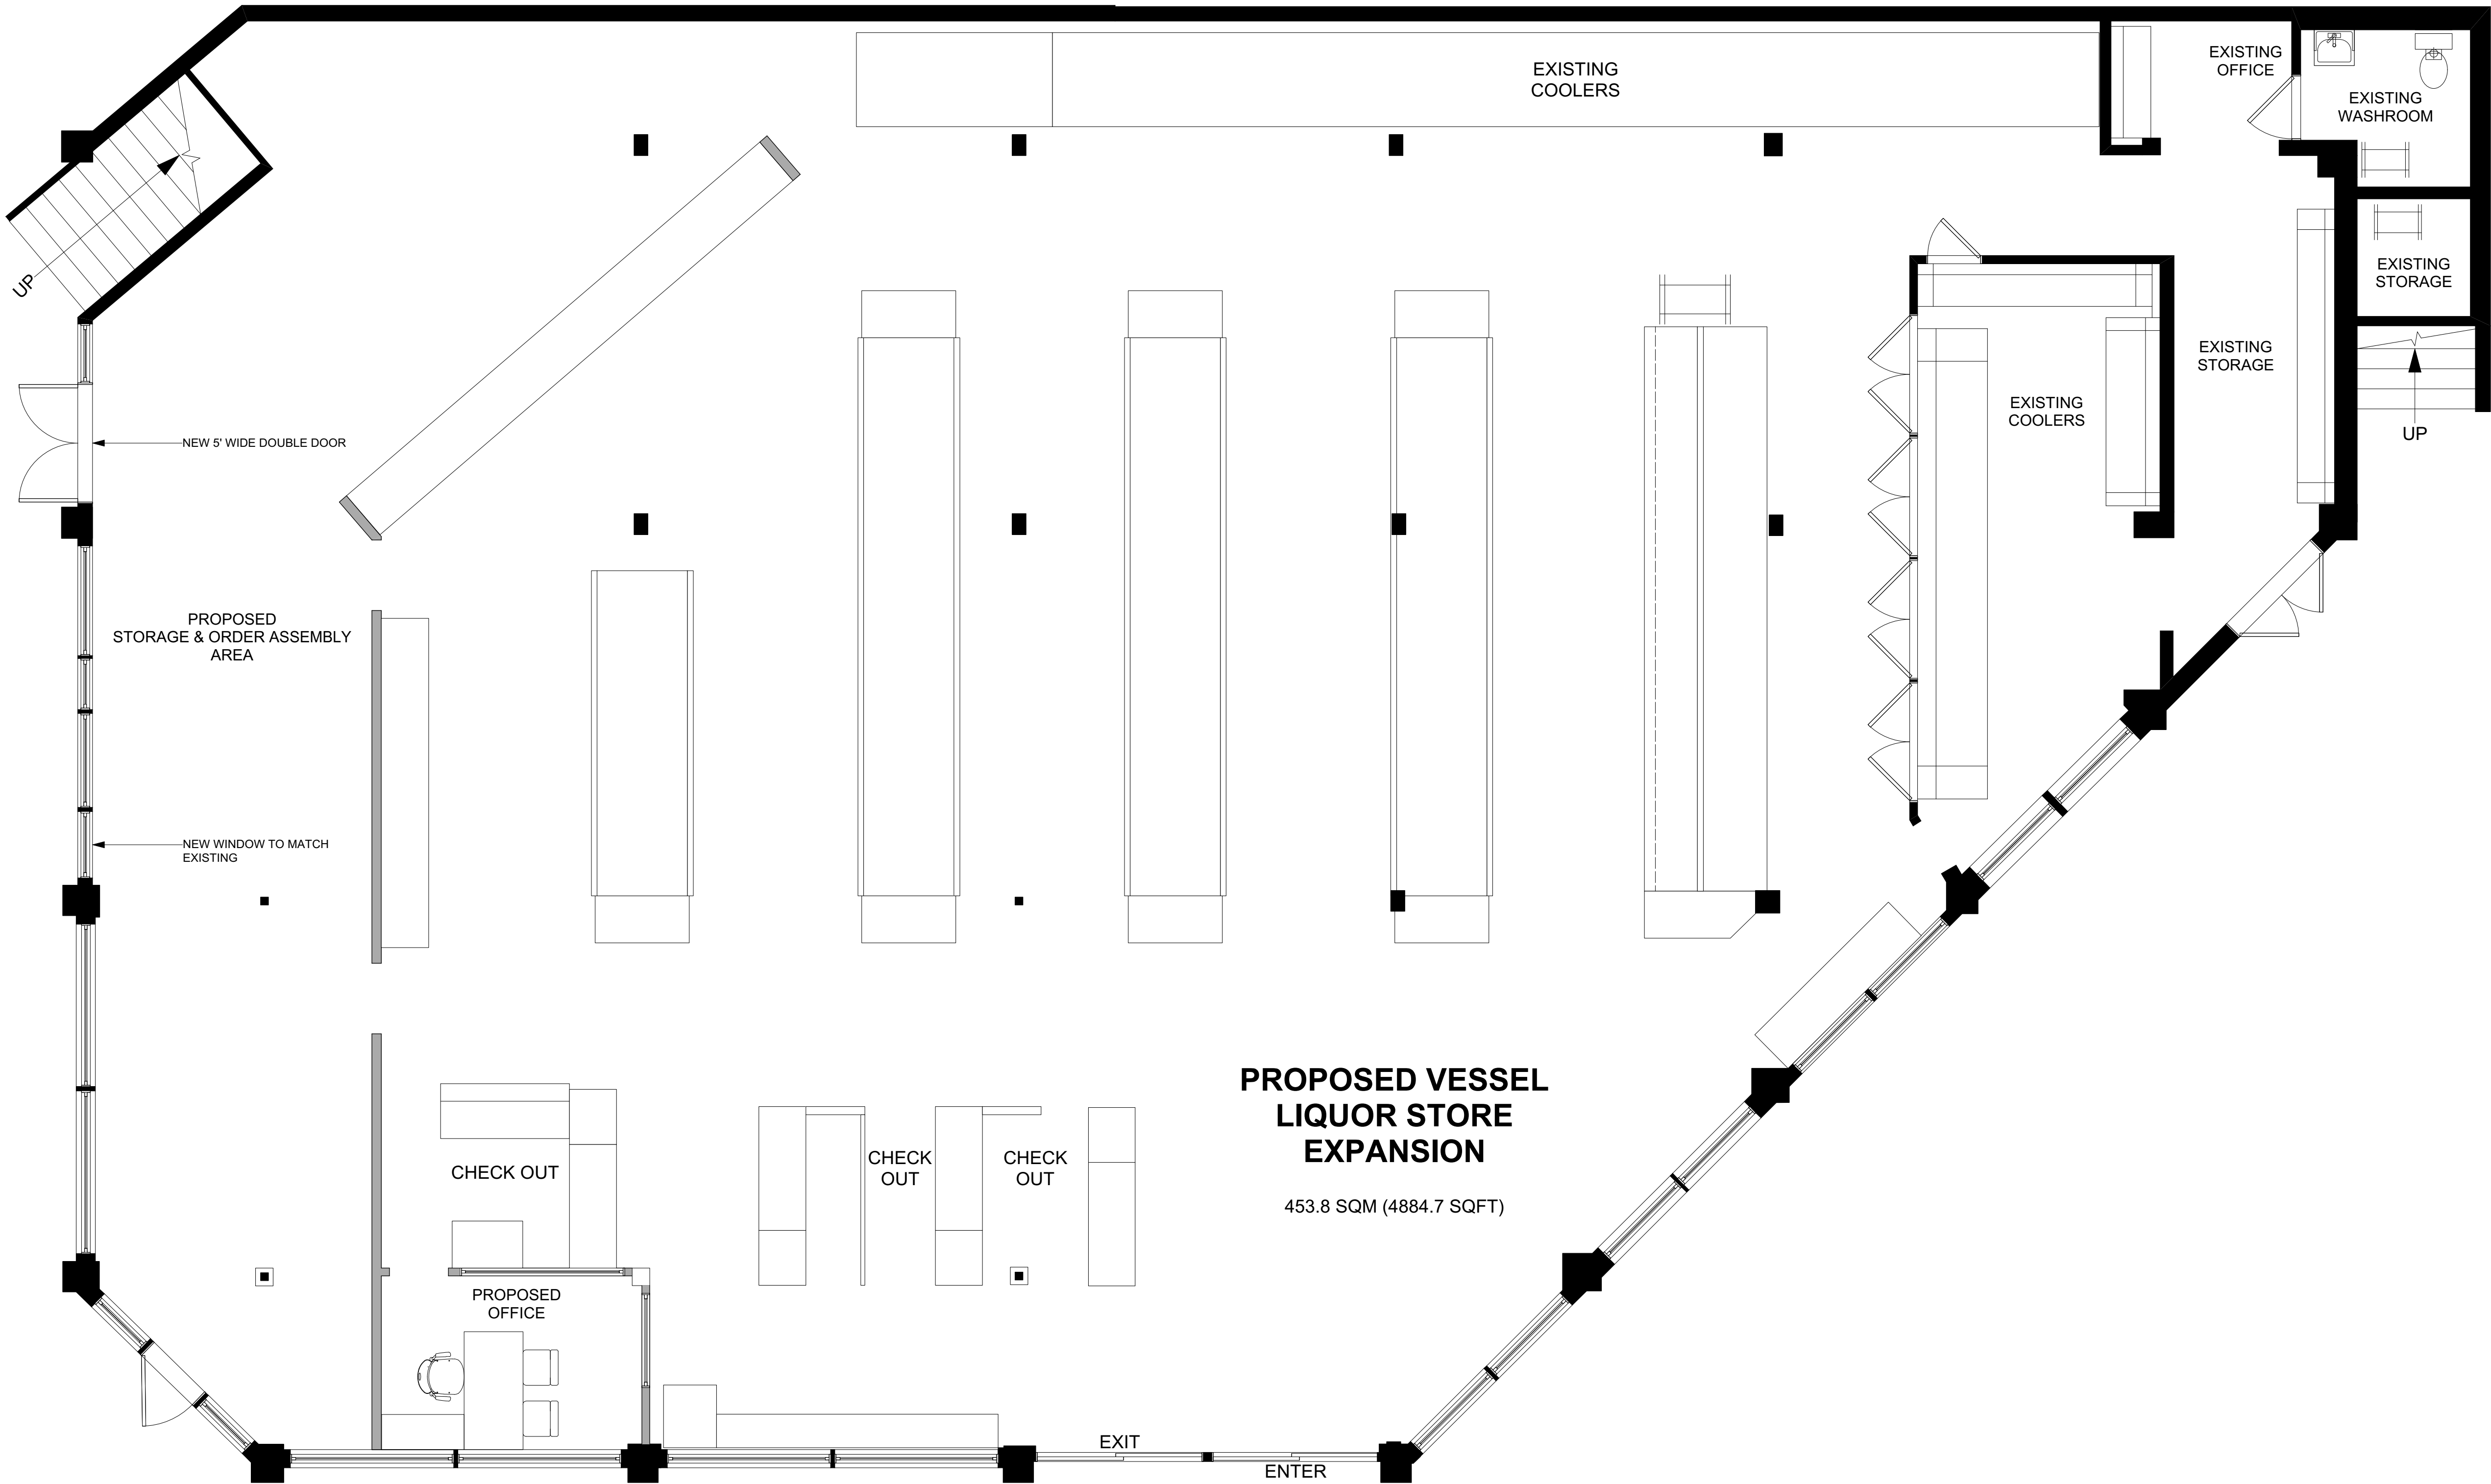 EXISTING
COOLERS
EXISTING
OFFICE
EXISTING
WASHROOM
UP
EXISTING
STORAGE
EXISTING
STORAGE
EXISTING
COOLERS
UP
NEW 5' WIDE DOUBLE DOOR
PROPOSED
STORAGE & ORDER ASSEMBLY
AREA
NEW WINDOW TO MATCH
EXISTING
PROPOSED VESSEL
LIQUOR STORE
EXPANSION
453.8 SQM (4884.7 SQFT)
CHECK OUT
CHECK
OUT
CHECK
OUT
PROPOSED
OFFICE
EXIT
ENTER